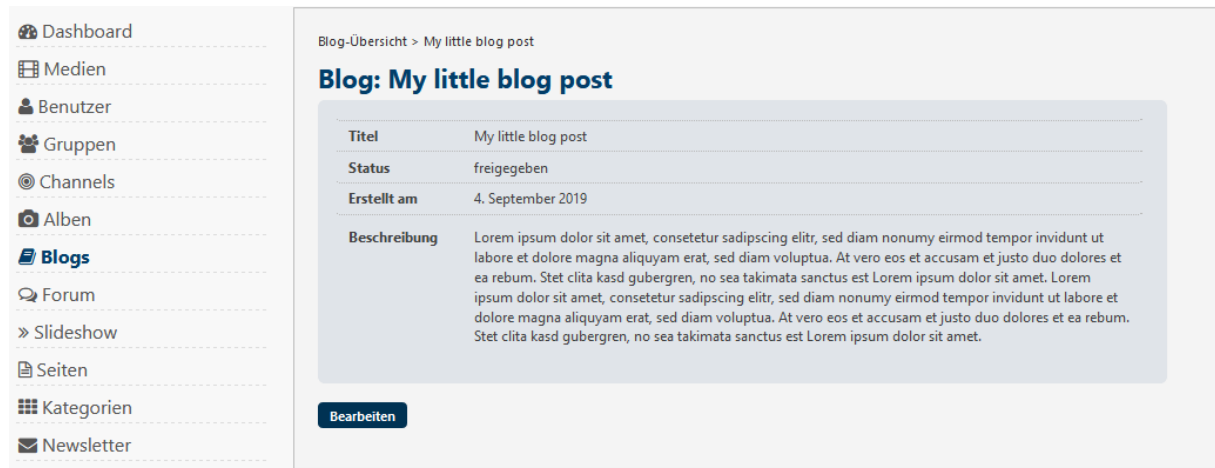 Dashboard
Medien
Benutzer
Gruppen
Channels
Alben
Blogs
Forum
Slideshow
Seiten
Kategorien
Newsletter
Blog-Übersicht > My little blog post
Blog: My little blog post
Titel My little blog post
Status freigegeben
Erstellt am 4. September 2019
Beschreibung Lorem ipsum dolor sit amet, consetetur sadipscing elitr, sed diam nonumy eirmod tempor invidunt ut
labore et dolore magna aliquyam erat, sed diam voluptua. At vero eos et accusam et justo duo dolores et
ea rebum. Stet clita kasd gubergren, no sea takimata sanctus est Lorem ipsum dolor sit amet. Lorem
ipsum dolor sit amet, consetetur sadipscing elitr, sed diam nonumy eirmod tempor invidunt ut labore et
dolore magna aliquyam erat, sed diam voluptua. At vero eos et accusam et justo duo dolores et ea rebum.
Stet clita kasd gubergren, no sea takimata sanctus est Lorem ipsum dolor sit amet.
Bearbeiten